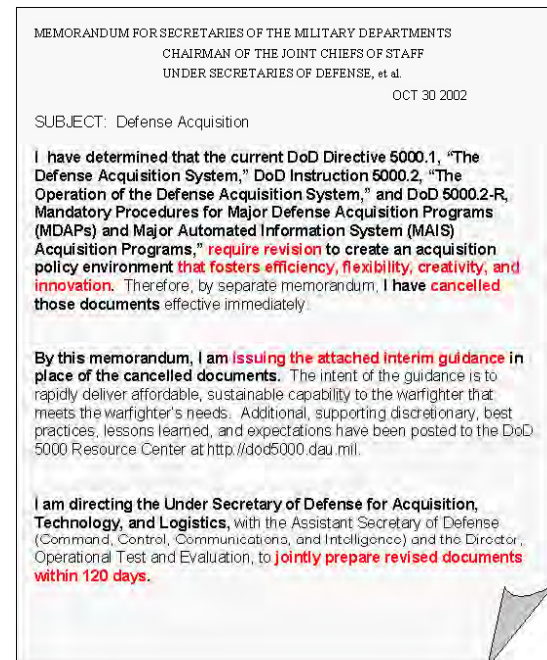 MEMORANDUM FOR SECRETARIES OF THE MILITARY DEPARTMENTS
CHAIRMAN OF THE JOINT CHIEFS OF STAFF
UNDER SECRETARIES OF DEFENSE, et al.
OCT 30 2002
SUBJECT: Defense Acquisition
I have determined that the current DoD Directive 5000.1, “The
Defense Acquisition System,” DoD Instruction 5000.2, “The
Operation of the Defense Acquisition System,” and DoD 5000.2-R,
Mandatory Procedures for Major Defense Acquisition Programs
(MDAPs) and Major Automated Information System (MAIS)
Acquisition Programs,” require revision to create an acquisition
policy environment that fosters efficiency, flexibility, creativity, and
innovation. Therefore, by separate memorandum, I have cancelled
those documents effective immediately.
By this memorandum, I am issuing the attached interim guidance in
place of the cancelled documents. The intent of the guidance is to
rapidly deliver affordable, sustainable capability to the warfighter that
meets the warfighter's needs. Additional, supporting discretionary, best
practices, lessons learned, and expectations have been posted to the DoD
5000 Resource Center at http://dod5000.dau.mil.
I am directing the Under Secretary of Defense for Acquisition,
Technology, and Logistics, with the Assistant Secretary of Defense
(Command, Control, Communications, and Intelligence) and the Director,
Operational Test and Evaluation, to jointly prepare revised documents
within 120 days.